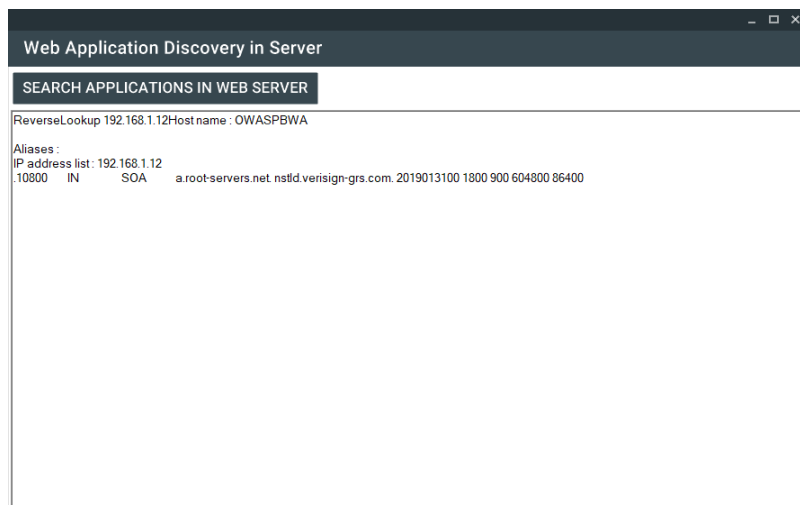 Web Application Discovery in Server
SEARCH APPLICATIONS IN WEB SERVER
ReverseLookup 192.168.1.12Host name : OWASPBWA
Aliases :
IP address list : 192.168.1.12
.10800 IN SOA a.root-servers.net. nstld.verisign-grs.com. 2019013100 1800 900 604800 86400